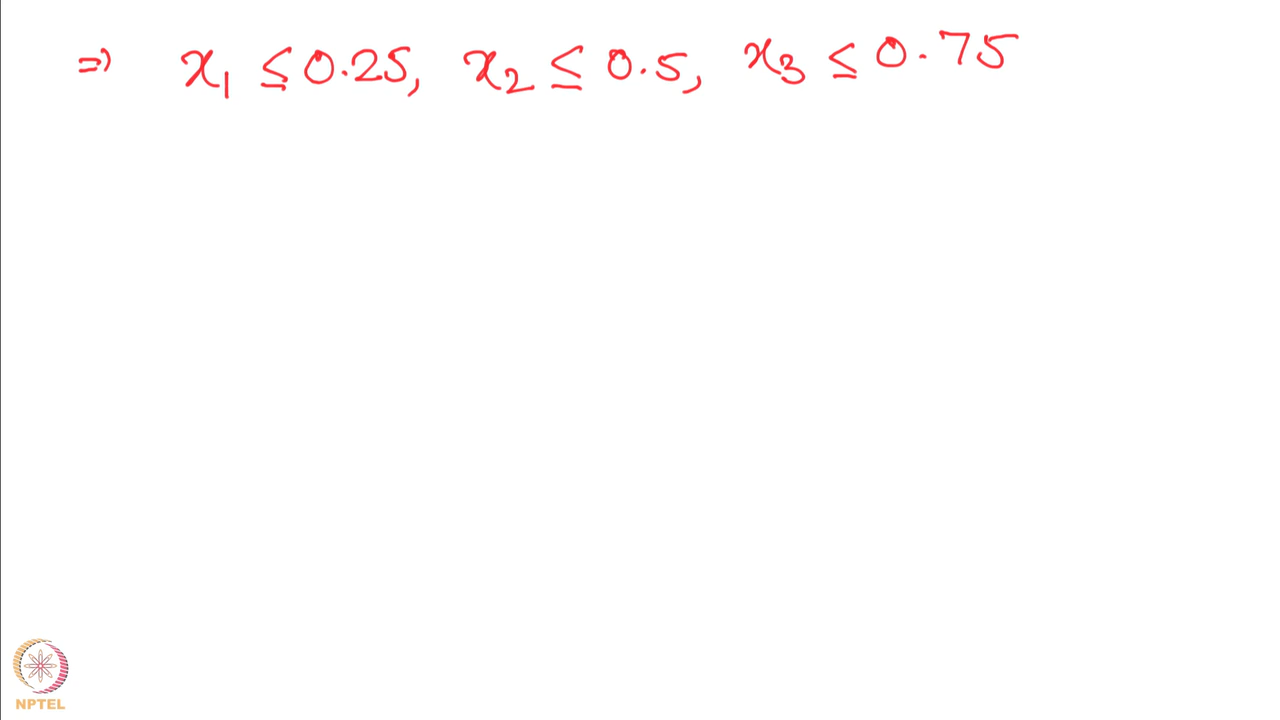 ⇒ x₁ ≤ 0.25, x₂ ≤ 0.5, x₃ ≤ 0.75
NPTEL